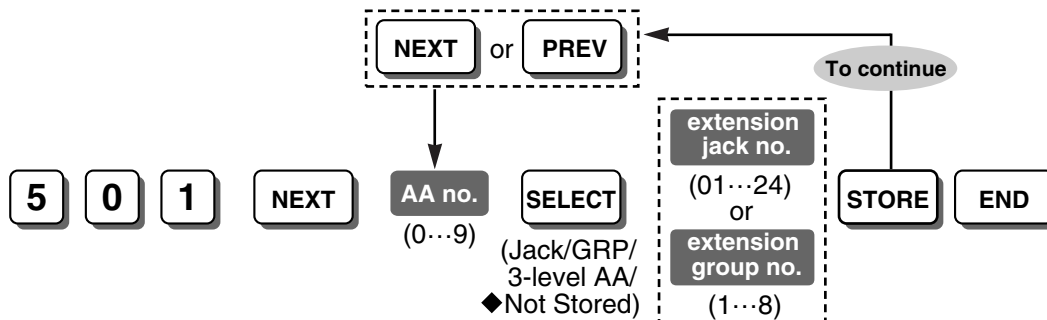 NEXT or PREV
To continue
5 0 1 NEXT AA no. SELECT extension jack no. STORE END
(0···9)
(Jack/GRP/
3-level AA/
◆Not Stored)
(01···24)
or
extension
group no.
(1···8)